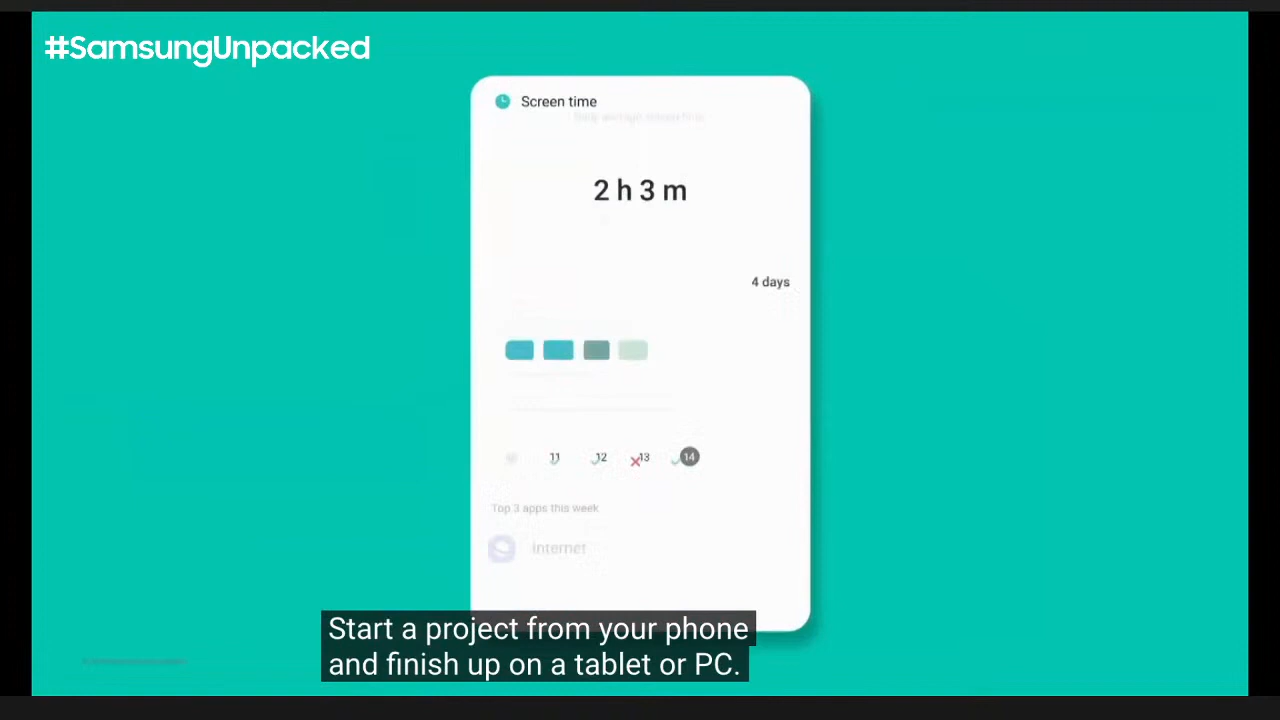 #SamsungUnpacked
Screen time
2 h 3 m
4 days
11 12 13 14
Top 3 apps this week
Internet
Start a project from your phone
and finish up on a tablet or PC.